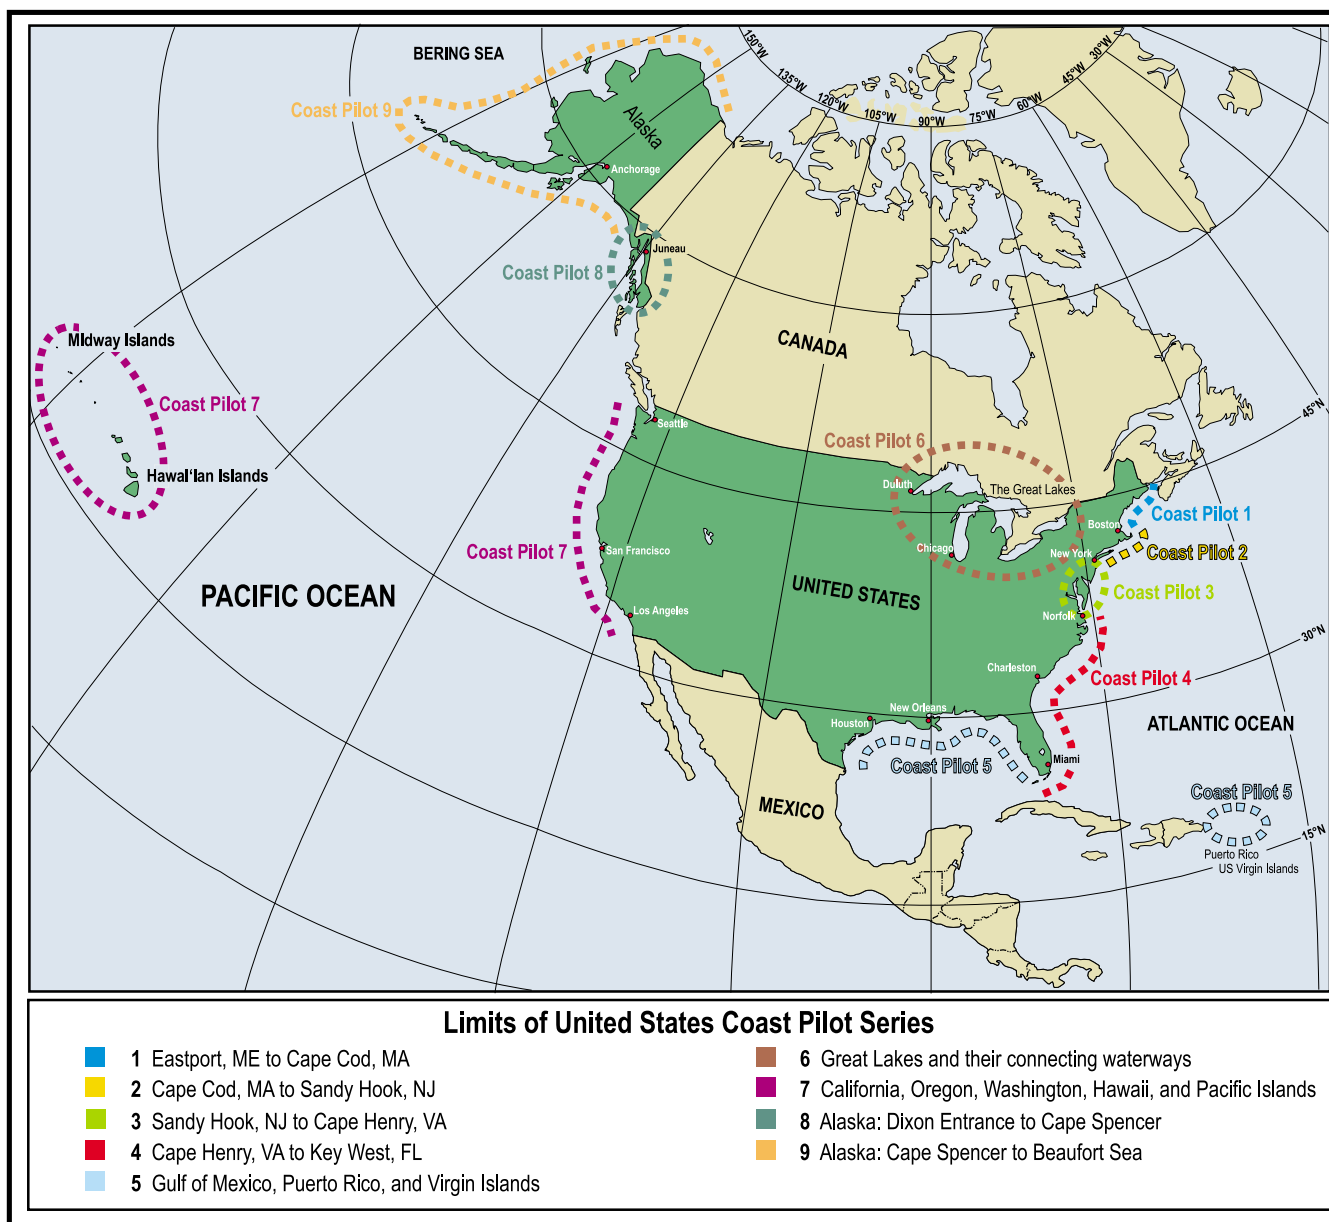 BERING SEA
150°W
135°W
120°W
105°W
90°W
75°W
60°W
45°W
30°W
Coast Pilot 9
Alaska
Anchorage
Juneau
Coast Pilot 8
CANADA
MIdway Islands
Coast Pilot 7
Hawai'Ian Islands
45°N
Seattle
Coast Pilot 6
Duluth
The Great Lakes
Boston
Coast Pilot 1
Chicago
New York
Coast Pilot 2
Coast Pilot 7
San Francisco
PACIFIC OCEAN
UNITED STATES
Coast Pilot 3
Los Angeles
Norfolk
30°N
Charleston
Coast Pilot 4
New Orleans
Houston
ATLANTIC OCEAN
Miami
Coast Pilot 5
Coast Pilot 5
MEXICO
15°N
Puerto Rico
US Virgin Islands
Limits of United States Coast Pilot Series
1 Eastport, ME to Cape Cod, MA
2 Cape Cod, MA to Sandy Hook, NJ
3 Sandy Hook, NJ to Cape Henry, VA
4 Cape Henry, VA to Key West, FL
5 Gulf of Mexico, Puerto Rico, and Virgin Islands
6 Great Lakes and their connecting waterways
7 California, Oregon, Washington, Hawaii, and Pacific Islands
8 Alaska: Dixon Entrance to Cape Spencer
9 Alaska: Cape Spencer to Beaufort Sea